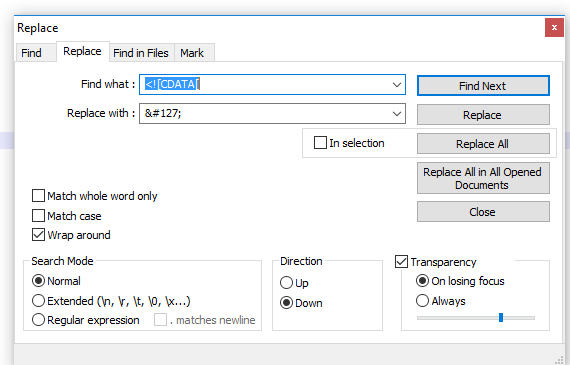 Replace
x
Find Replace Find in Files Mark
Find what : <![CDATA[ Find Next
Replace with : &#127; Replace
In selection Replace All
Replace All in All Opened
Documents
Match whole word only
Match case Close
Wrap around
Search Mode Direction Transparency
Normal Up On losing focus
Extended (\n, \r, \t, \0, \x...) Down Always
Regular expression . matches newline